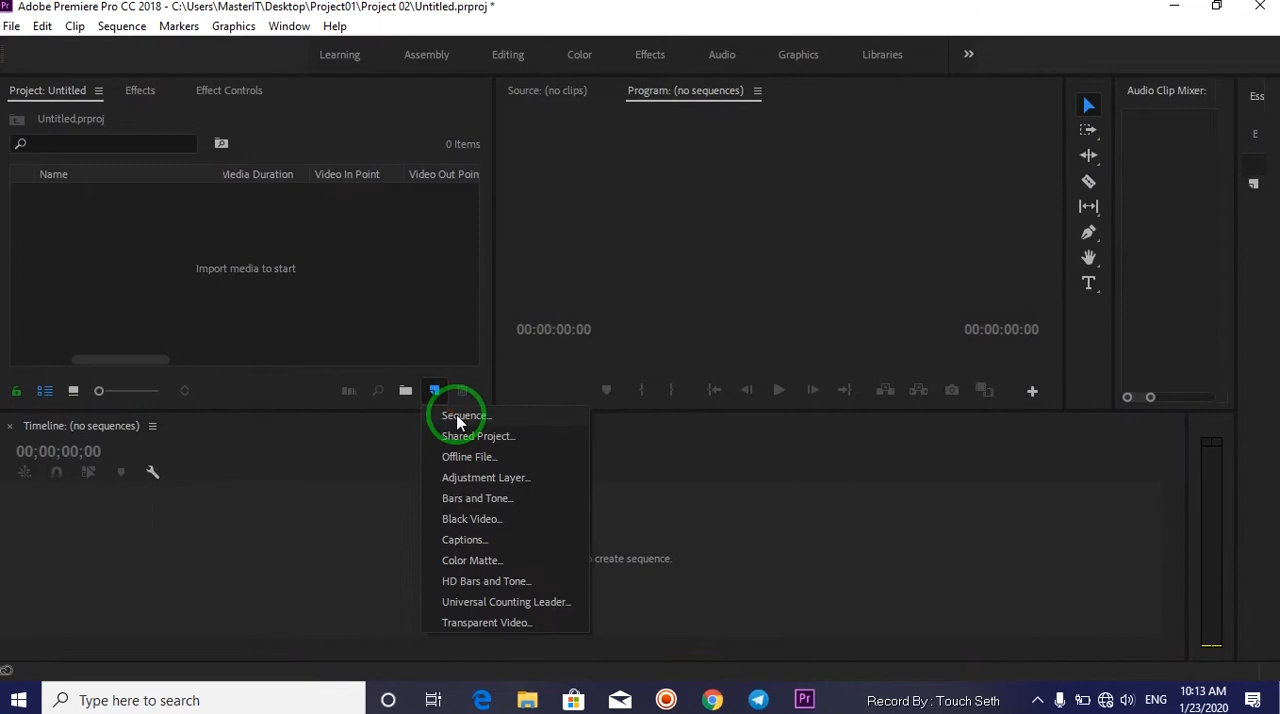 Adobe Premiere Pro CC 2018 - C:\Users\MasterIT\Desktop\Project01\Project 02\Untitled.prproj *
File Edit Clip Sequence Markers Graphics Window Help
Learning Assembly Editing Color Effects Audio Graphics Libraries
Project: Untitled Effects Effect Controls Source: (no clips) Program: (no sequences) Audio Clip Mixer: Ess
Untitled.prproj
0 Items
Name Media Duration Video In Point Video Out Poin
Import media to start
00:00:00:00 00:00:00:00
Sequence...
Shared Project...
Offline File...
Adjustment Layer...
Bars and Tone...
Black Video...
Captions...
Color Matte...
HD Bars and Tone...
Universal Counting Leader...
Transparent Video...
Timeline: (no sequences)
00;00;00;00
to create sequence.
Type here to search
Record By : Touch Seth
ENG
10:13 AM
1/23/2020